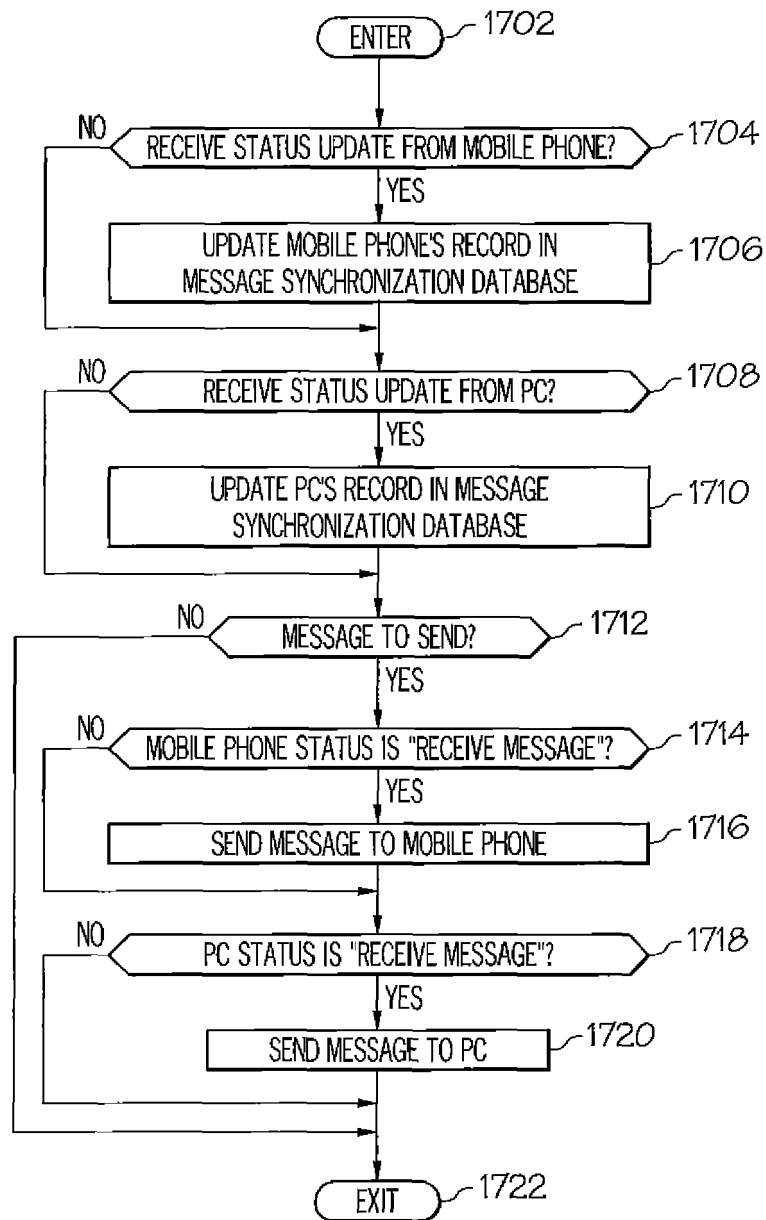 ENTER 1702
NO RECEIVE STATUS UPDATE FROM MOBILE PHONE? 1704
YES
UPDATE MOBILE PHONE'S RECORD IN
MESSAGE SYNCHRONIZATION DATABASE
1706
NO RECEIVE STATUS UPDATE FROM PC? 1708
YES
UPDATE PC'S RECORD IN MESSAGE
SYNCHRONIZATION DATABASE
1710
NO MESSAGE TO SEND? 1712
YES
NO MOBILE PHONE STATUS IS "RECEIVE MESSAGE"? 1714
YES
SEND MESSAGE TO MOBILE PHONE 1716
NO PC STATUS IS "RECEIVE MESSAGE"? 1718
YES
SEND MESSAGE TO PC 1720
EXIT 1722